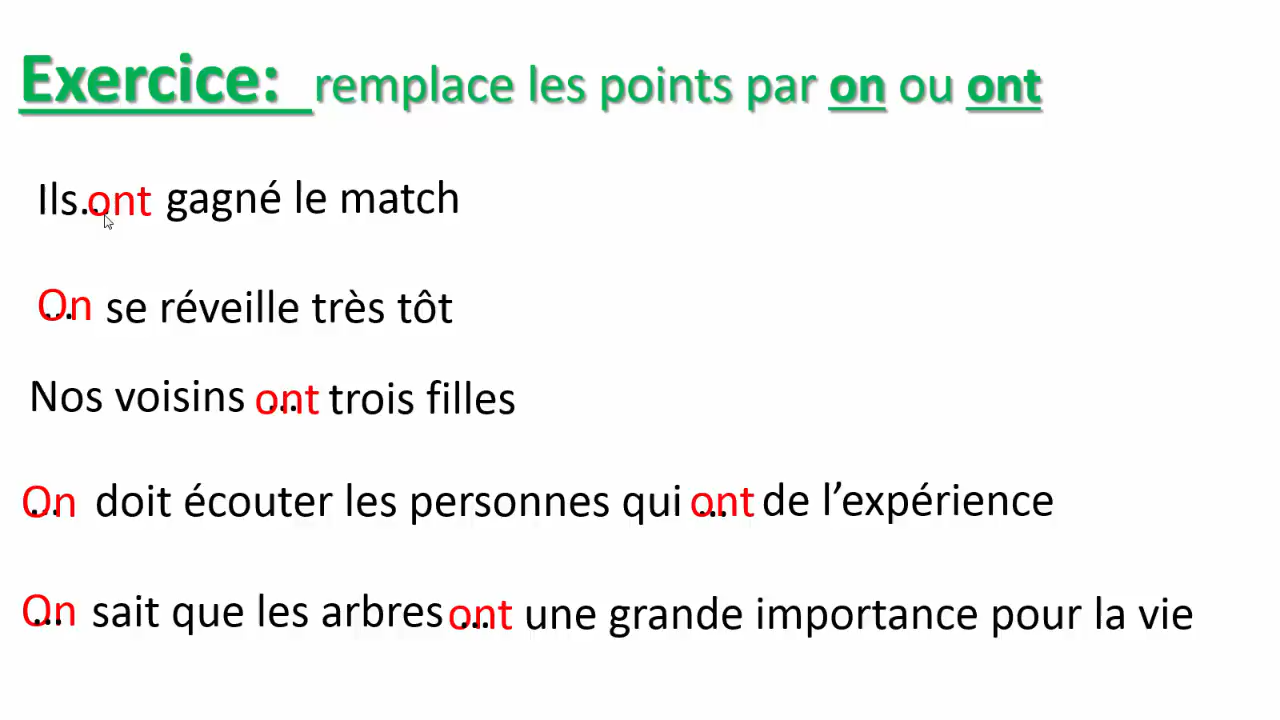 Exercice: remplace les points par on ou ont
Ils..ont gagné le match
On se réveille très tôt
Nos voisins ont trois filles
On doit écouter les personnes qui ont de l’expérience
On sait que les arbres ont une grande importance pour la vie